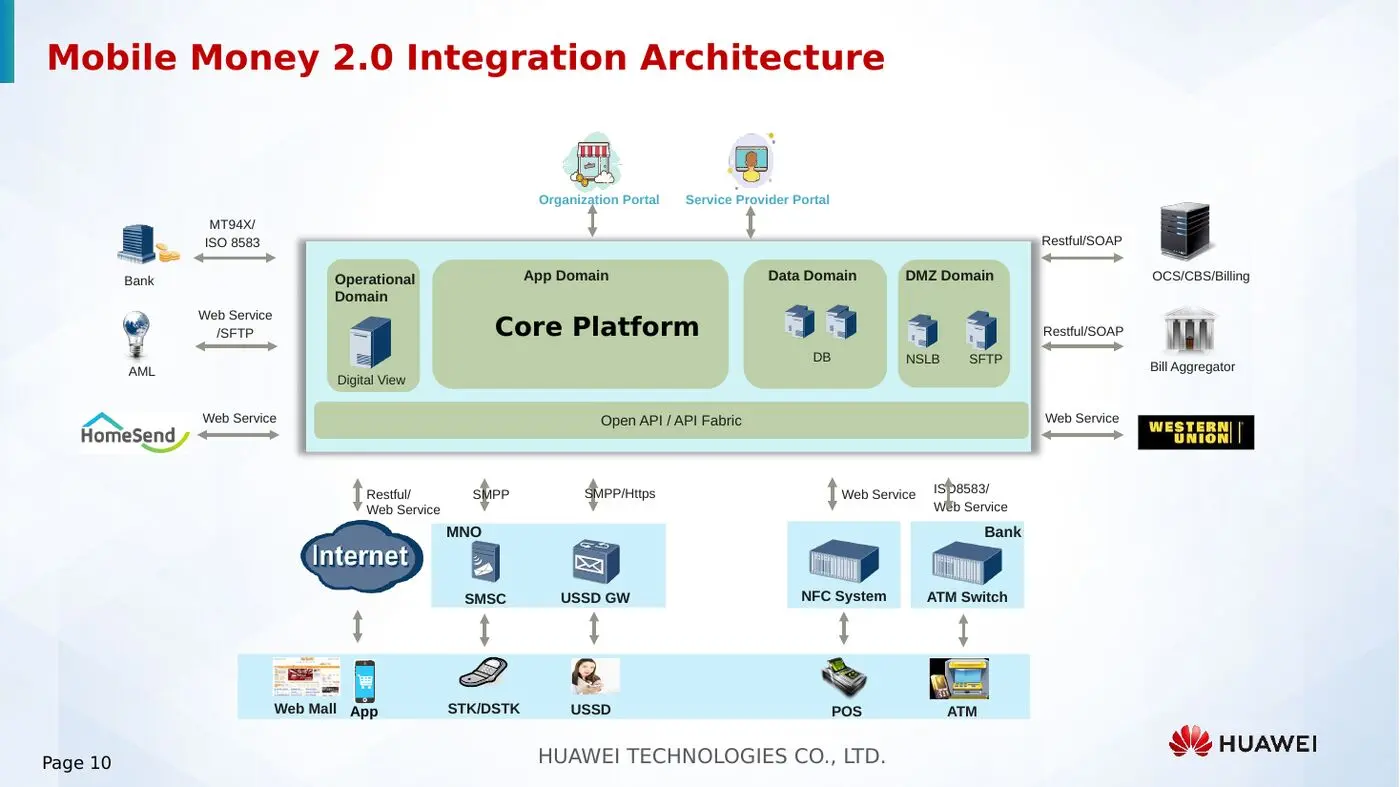 Mobile Money 2.0 Integration Architecture
Organization Portal
Service Provider Portal
MT94X/
ISO 8583
Bank
Web Service
/SFTP
AML
HomeSend
Web Service
Operational
Domain
Digital View
App Domain
Core Platform
Data Domain
DB
DMZ Domain
NSLB
SFTP
Open API / API Fabric
Restful/SOAP
OCS/CBS/Billing
Restful/SOAP
Bill Aggregator
Web Service
WESTERN
UNION
Restful/
Web Service
SMPP
SMPP/Https
Web Service
ISO8583/
Web Service
Internet
MNO
SMSC
USSD GW
NFC System
Bank
ATM Switch
Web Mall
App
STK/DSTK
USSD
POS
ATM
Page 10
HUAWEI TECHNOLOGIES CO., LTD.
HUAWEI